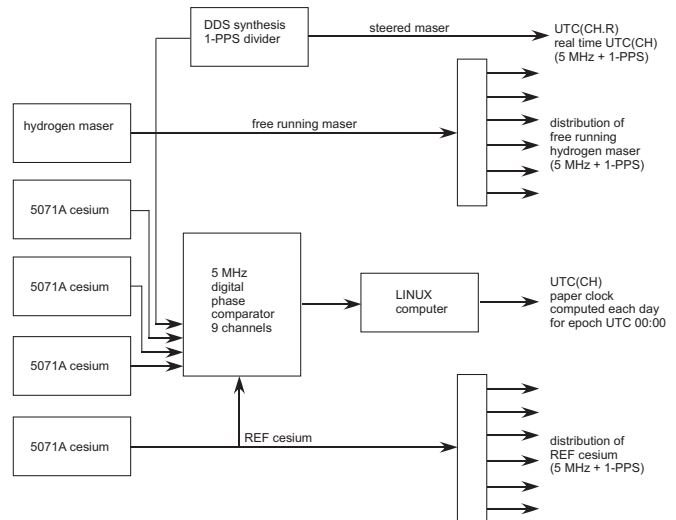 DDS synthesis
1-PPS divider
steered maser
UTC(CH.R)
real time UTC(CH)
(5 MHz + 1-PPS)
hydrogen maser
free running maser
distribution of
free running
hydrogen maser
(5 MHz + 1-PPS)
5071A cesium
5071A cesium
5071A cesium
5071A cesium
5 MHz
digital
phase
comparator
9 channels
LINUX
computer
UTC(CH)
paper clock
computed each day
for epoch UTC 00:00
REF cesium
distribution of
REF cesium
(5 MHz + 1-PPS)